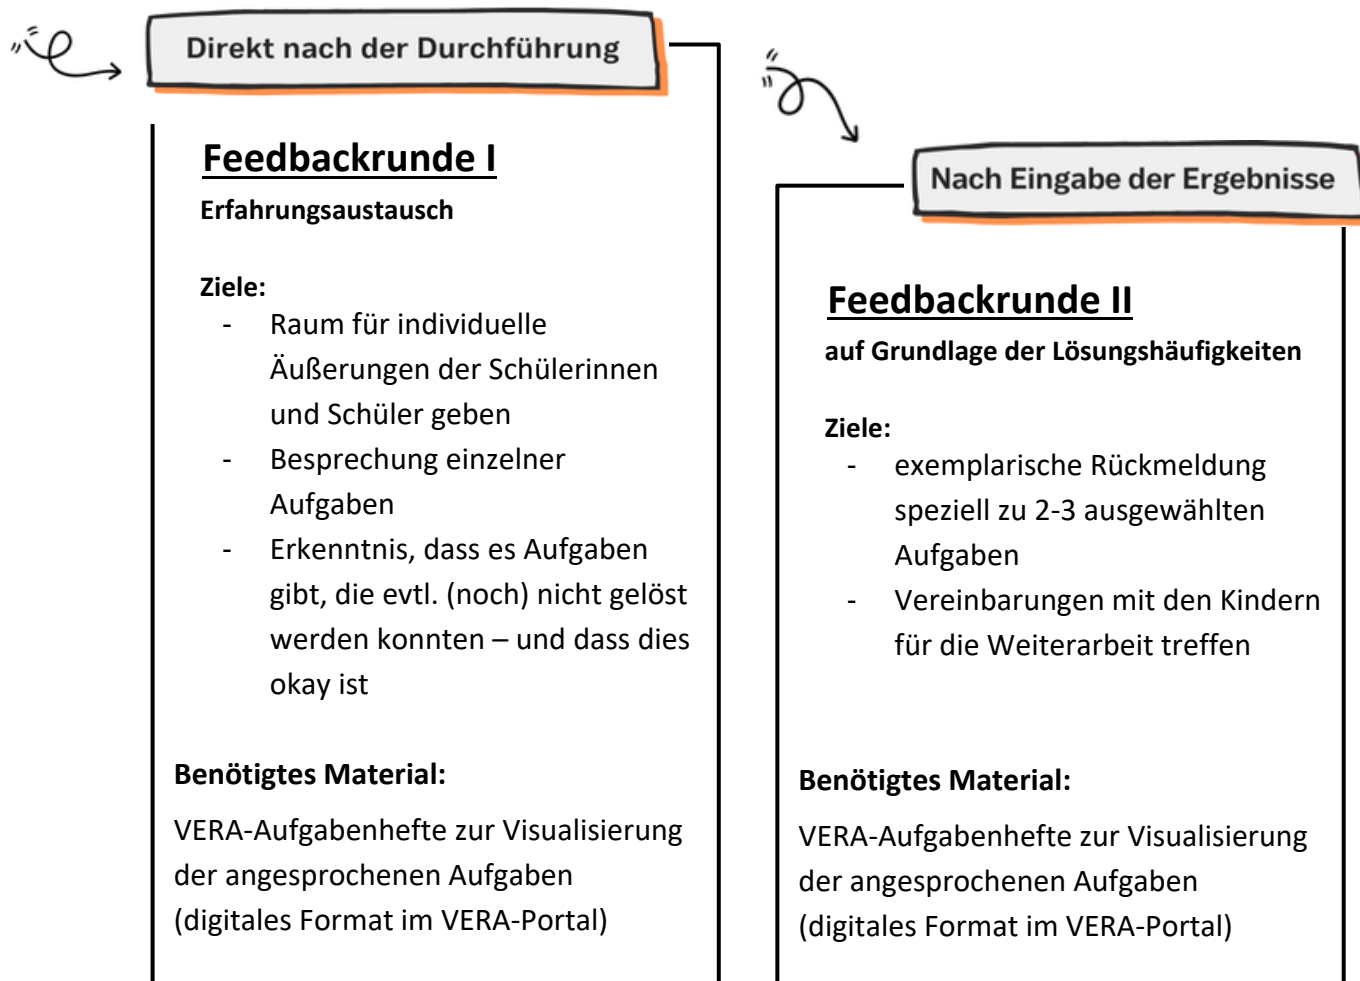 Direkt nach der Durchführung
Feedbackrunde I
Erfahrungsaustausch
Ziele:
- Raum für individuelle
Äußerungen der Schülerinnen
und Schüler geben
- Besprechung einzelner
Aufgaben
- Erkenntnis, dass es Aufgaben
gibt, die evtl. (noch) nicht gelöst
werden konnten – und dass dies
okay ist
Benötigtes Material:
VERA-Aufgabenhefte zur Visualisierung
der angesprochenen Aufgaben
(digitales Format im VERA-Portal)
Nach Eingabe der Ergebnisse
Feedbackrunde II
auf Grundlage der Lösungshäufigkeiten
Ziele:
- exemplarische Rückmeldung
speziell zu 2-3 ausgewählten
Aufgaben
- Vereinbarungen mit den Kindern
für die Weiterarbeit treffen
Benötigtes Material:
VERA-Aufgabenhefte zur Visualisierung
der angesprochenen Aufgaben
(digitales Format im VERA-Portal)